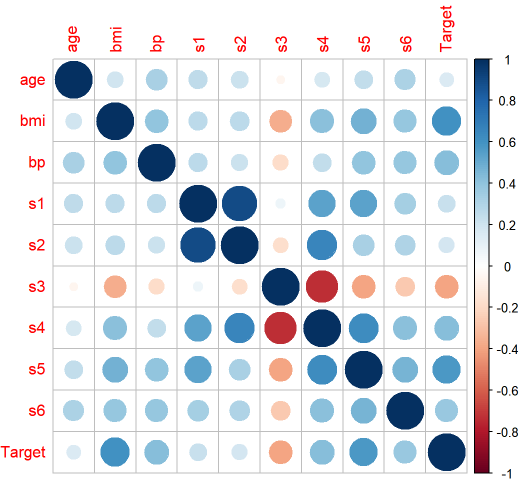 age bmi bp s1 s2 s3 s4 s5 s6 Target
age
bmi
bp
s1
s2
s3
s4
s5
s6
Target
1
0.8
0.6
0.4
0.2
0
-0.2
-0.4
-0.6
-0.8
-1